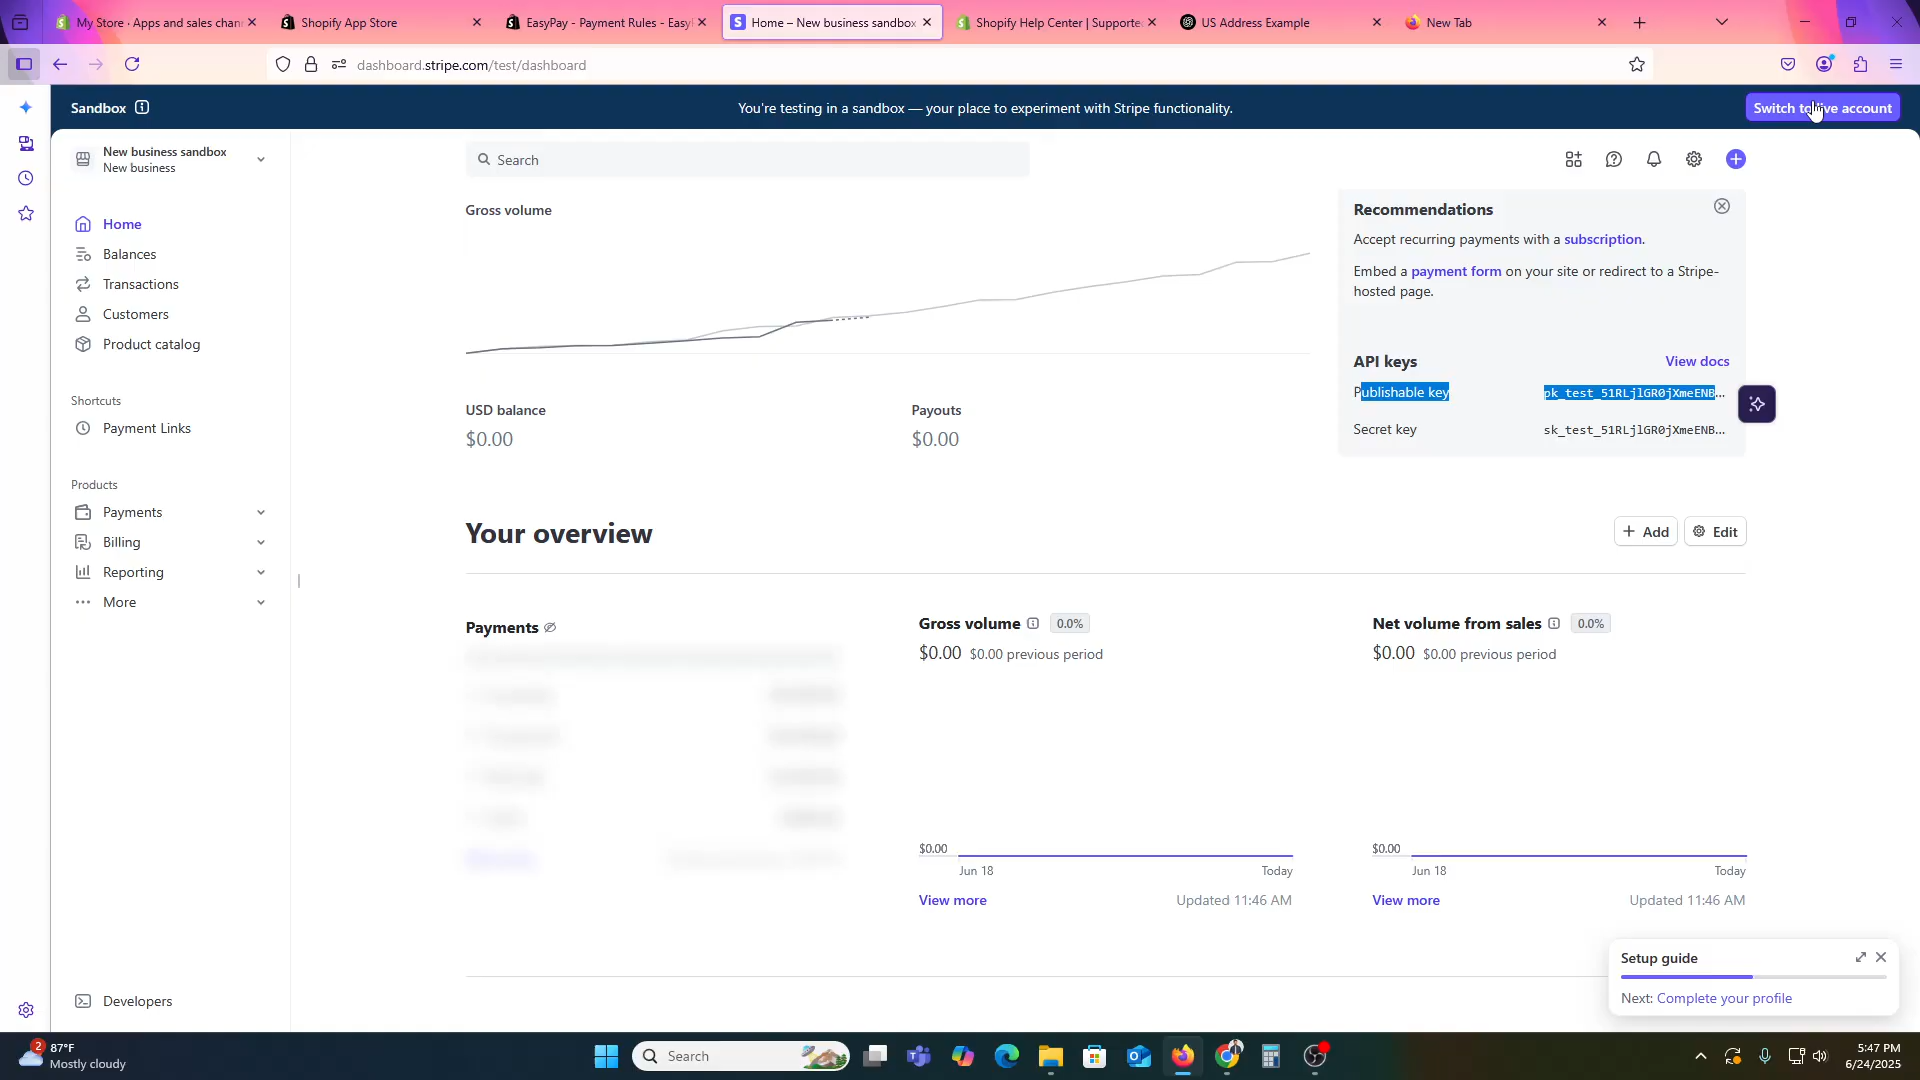 My Store · Apps and sales chan
Shopify App Store
EasyPay - Payment Rules - EasyP
Home – New business sandbox
Shopify Help Center | Supporte
US Address Example
New Tab
dashboard.stripe.com/test/dashboard
Sandbox
You're testing in a sandbox — your place to experiment with Stripe functionality.
Switch to live account
New business sandbox
New business
Search
Home
Balances
Transactions
Customers
Product catalog
Shortcuts
Payment Links
Products
Payments
Billing
Reporting
More
Developers
Gross volume
USD balance
$0.00
Payouts
$0.00
Recommendations
Accept recurring payments with a subscription.
Embed a payment form on your site or redirect to a Stripe-
hosted page.
API keys
View docs
Publishable key
pk_test_51RLjlGR0jXmeENB...
Secret key
sk_test_51RLjlGR0jXmeENB...
Your overview
Add
Edit
Payments
Gross volume
0.0%
$0.00 $0.00 previous period
$0.00
Jun 18
Today
View more
Updated 11:46 AM
Net volume from sales
0.0%
$0.00 $0.00 previous period
$0.00
Jun 18
Today
View more
Updated 11:46 AM
Setup guide
Next: Complete your profile
2
87°F
Mostly cloudy
Search
5:47 PM
6/24/2025